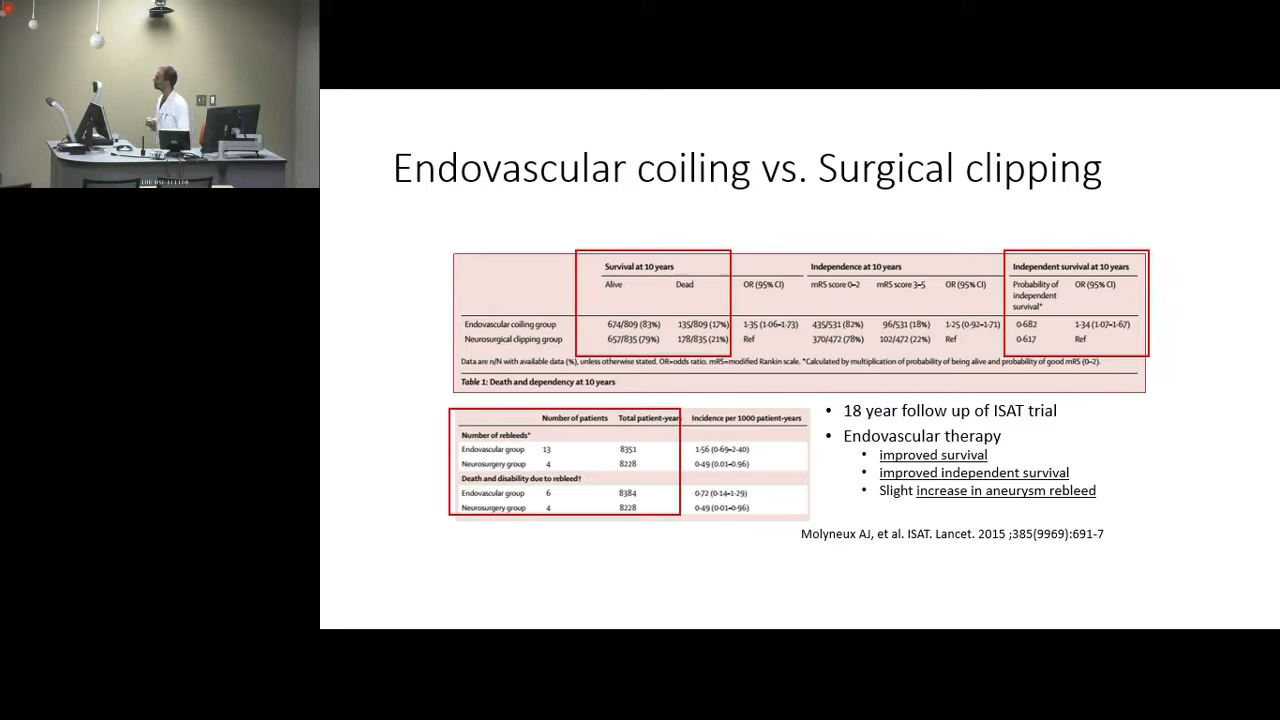 Endovascular coiling vs. Surgical clipping
Survival at 10 years Independence at 10 years Independent survival at 10 years
Alive Dead OR (95% CI) mRS score 0–2 mRS score 3–5 OR (95% CI) Probability of independent survival* OR (95% CI)
Endovascular coiling group 674/809 (83%) 135/809 (17%) 1·35 (1·06–1·73) 435/531 (82%) 96/531 (18%) 1·25 (0·92–1·71) 0·682 1·34 (1·07–1·67)
Neurosurgical clipping group 657/835 (79%) 178/835 (21%) Ref 370/472 (78%) 102/472 (22%) Ref 0·617 Ref
Data are n/N with available data (%), unless otherwise stated. OR=odds ratio. mRS=modified Rankin scale. *Calculated by multiplication of probability of being alive and probability of good mRS (0–2).
Table 1: Death and dependency at 10 years
Number of patients Total patient-years Incidence per 1000 patient-years
Number of rebleeds*
Endovascular group 13 8351 1·56 (0·69–2·40)
Neurosurgery group 4 8228 0·49 (0·01–0·96)
Death and disability due to rebleed†
Endovascular group 6 8384 0·72 (0·14–1·29)
Neurosurgery group 4 8228 0·49 (0·01–0·96)
• 18 year follow up of ISAT trial
• Endovascular therapy
• improved survival
• improved independent survival
• Slight increase in aneurysm rebleed
Molyneux AJ, et al. ISAT. Lancet. 2015 ;385(9969):691-7